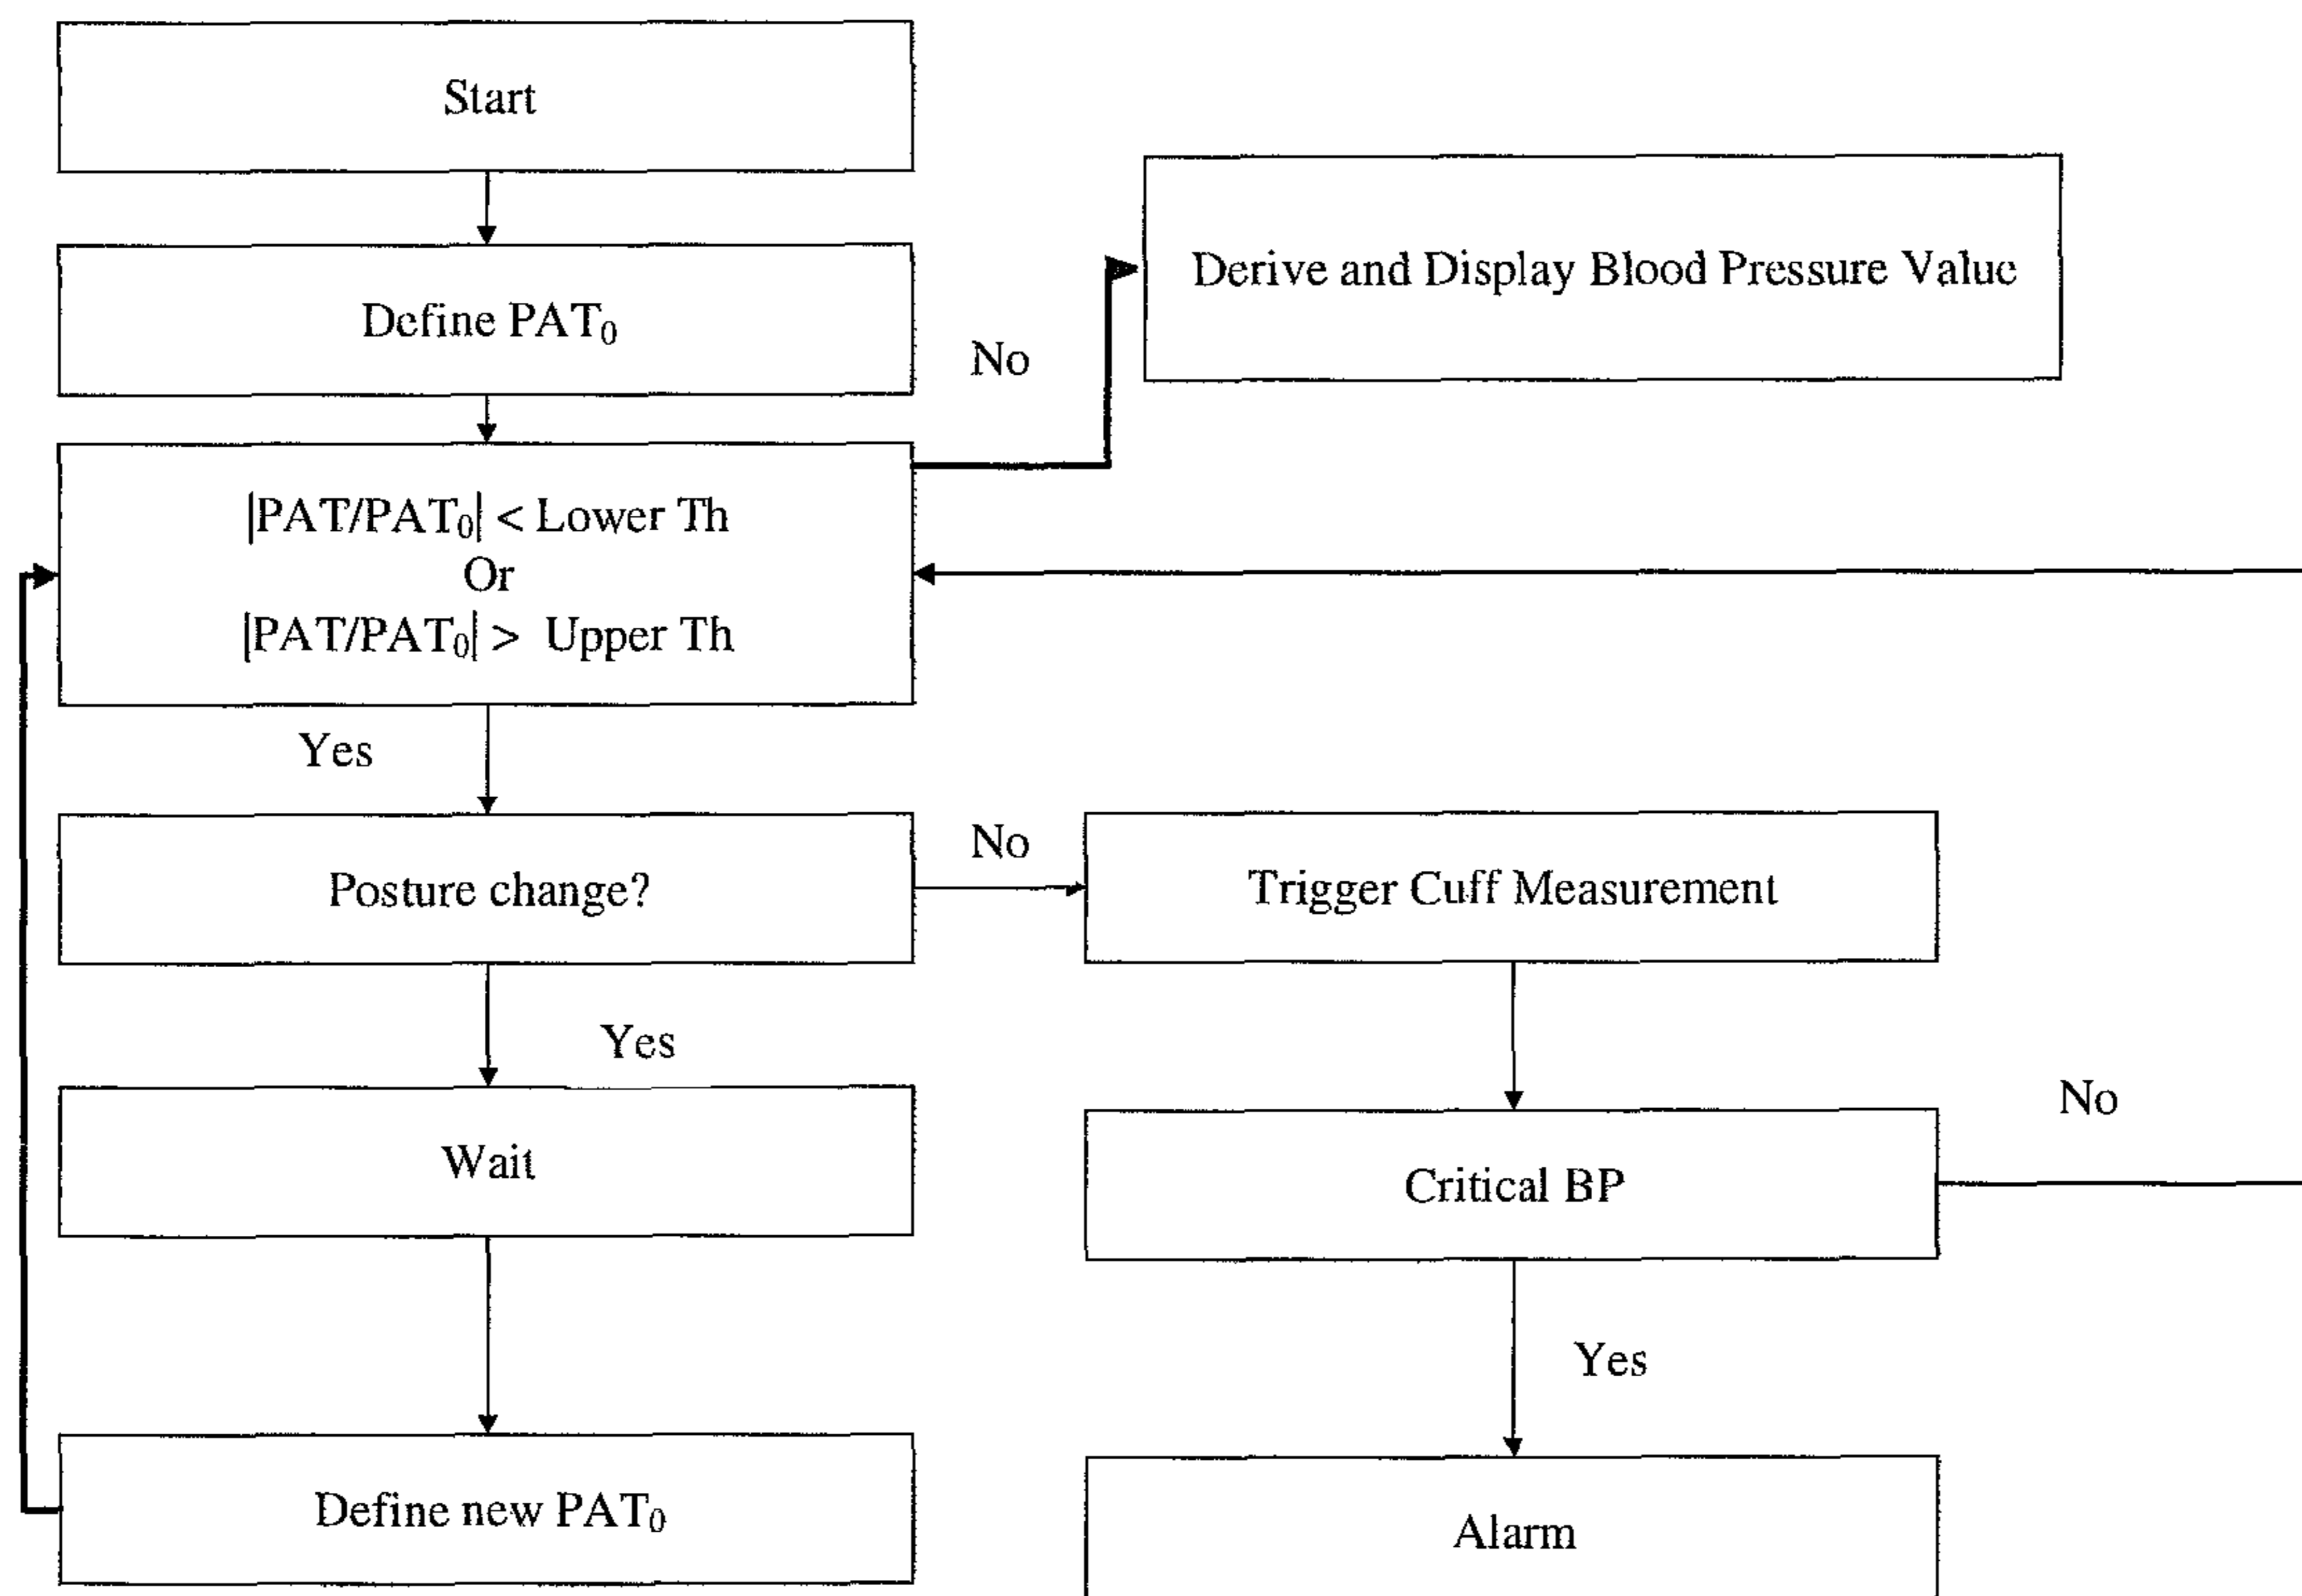 Start
Define PAT₀
No
Derive and Display Blood Pressure Value
|PAT/PAT₀| < Lower Th
Or
|PAT/PAT₀| > Upper Th
Yes
Posture change?
No
Trigger Cuff Measurement
Yes
Wait
Critical BP
No
Yes
Define new PAT₀
Alarm